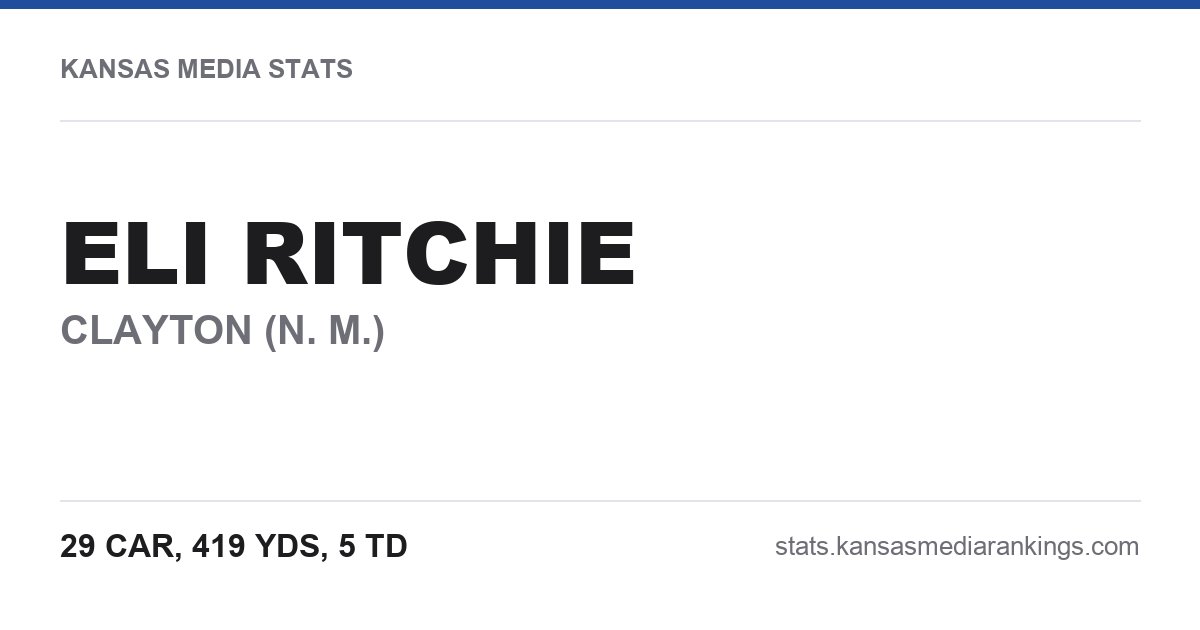 KANSAS MEDIA STATS
ELI RITCHIE
CLAYTON (N. M.)
29 CAR, 419 YDS, 5 TD
stats.kansasmediarankings.com